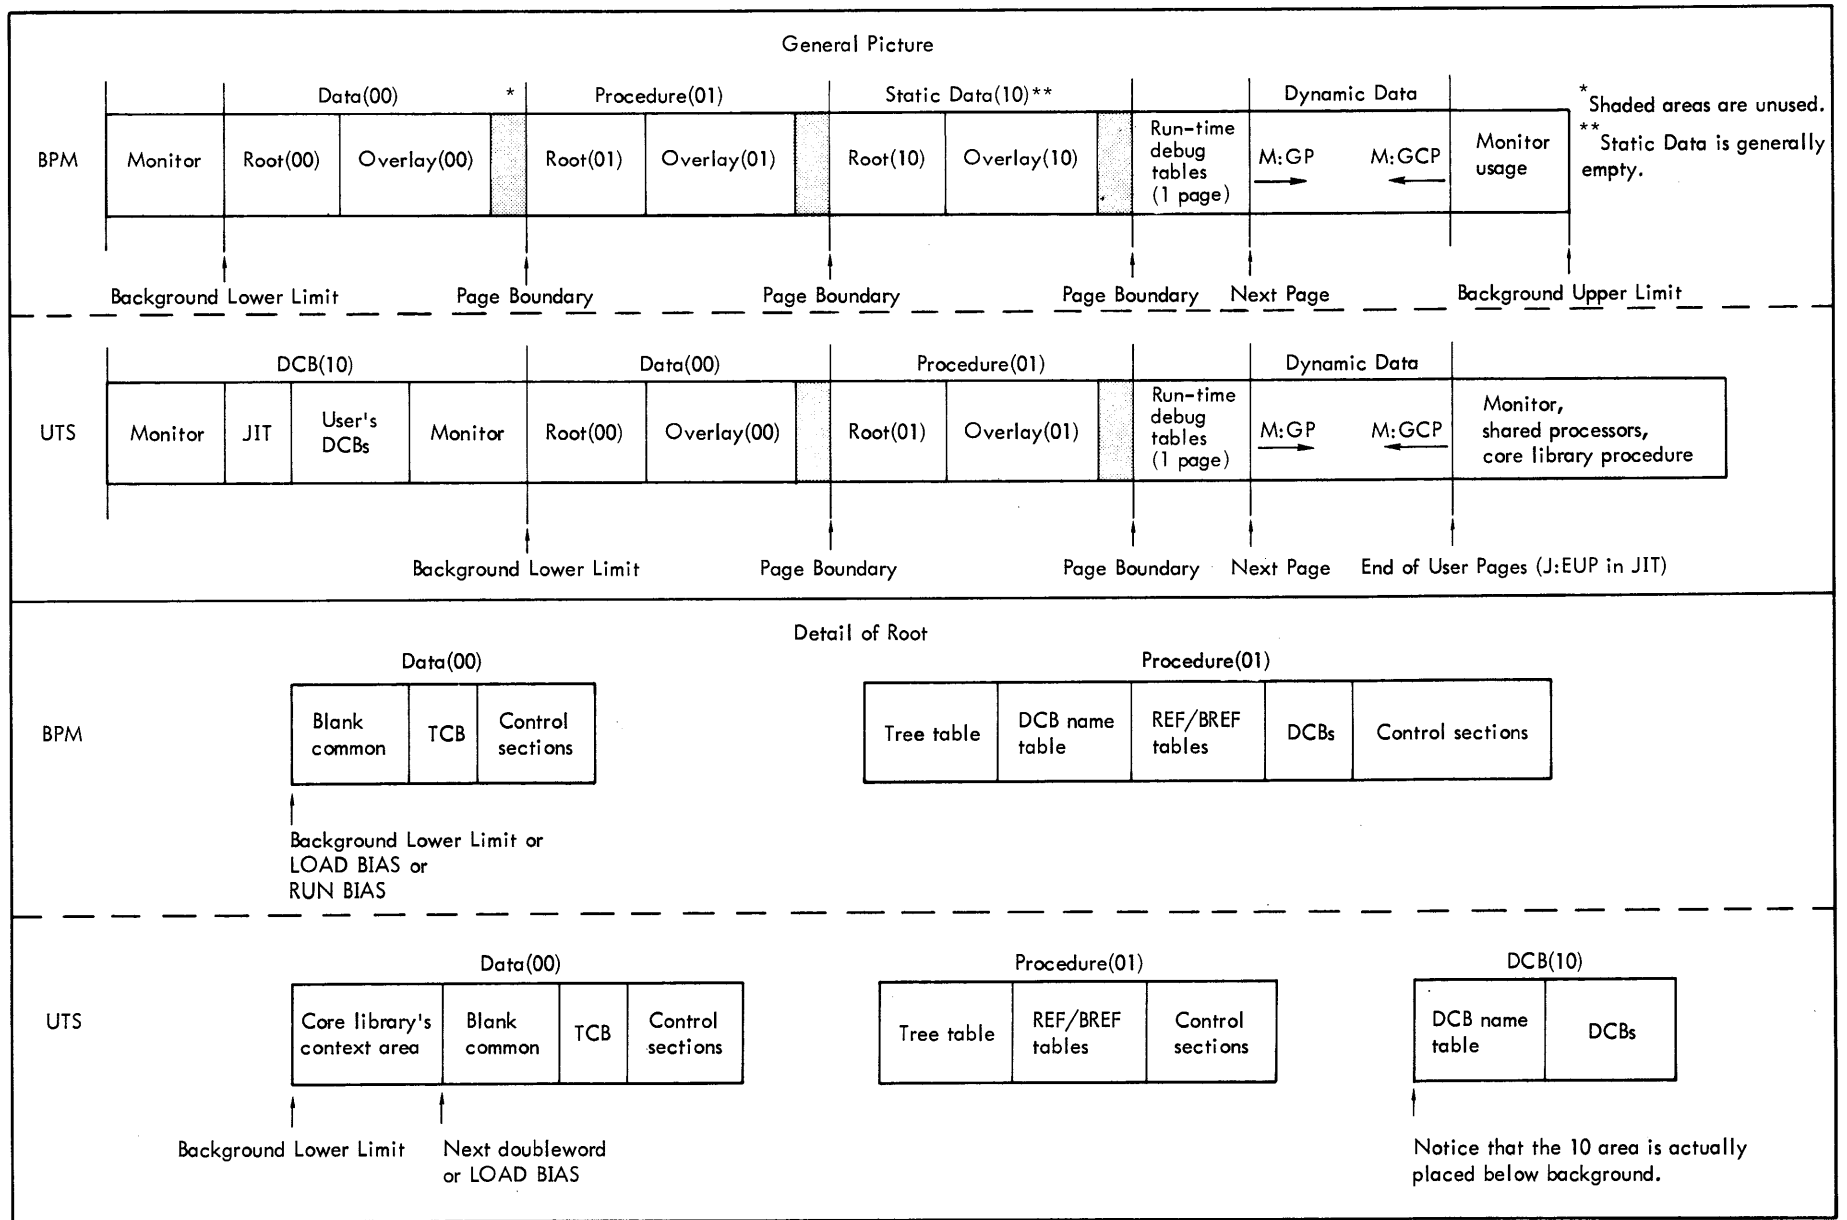 General Picture
Data(00) * Procedure(01) Static Data(10)** Dynamic Data
*Shaded areas are unused.
**Static Data is generally
empty.
BPM
Monitor
Root(00)
Overlay(00)
Root(01)
Overlay(01)
Root(10)
Overlay(10)
Run-time
debug
tables
(1 page)
M:GP
M:GCP
Monitor
usage
Background Lower Limit
Page Boundary
Page Boundary
Page Boundary
Next Page
Background Upper Limit
DCB(10) Data(00) Procedure(01) Dynamic Data
UTS
Monitor
JIT
User's
DCBs
Monitor
Root(00)
Overlay(00)
Root(01)
Overlay(01)
Run-time
debug
tables
(1 page)
M:GP
M:GCP
Monitor,
shared processors,
core library procedure
Background Lower Limit
Page Boundary
Page Boundary
Next Page
End of User Pages (J:EUP in JIT)
Detail of Root
Data(00) Procedure(01)
BPM
Blank
common
TCB
Control
sections
Tree table
DCB name
table
REF/BREF
tables
DCBs
Control sections
Background Lower Limit or
LOAD BIAS or
RUN BIAS
Data(00) Procedure(01) DCB(10)
UTS
Core library's
context area
Blank
common
TCB
Control
sections
Tree table
REF/BREF
tables
Control
sections
DCB name
table
DCBs
Background Lower Limit
Next doubleword
or LOAD BIAS
Notice that the 10 area is actually
placed below background.